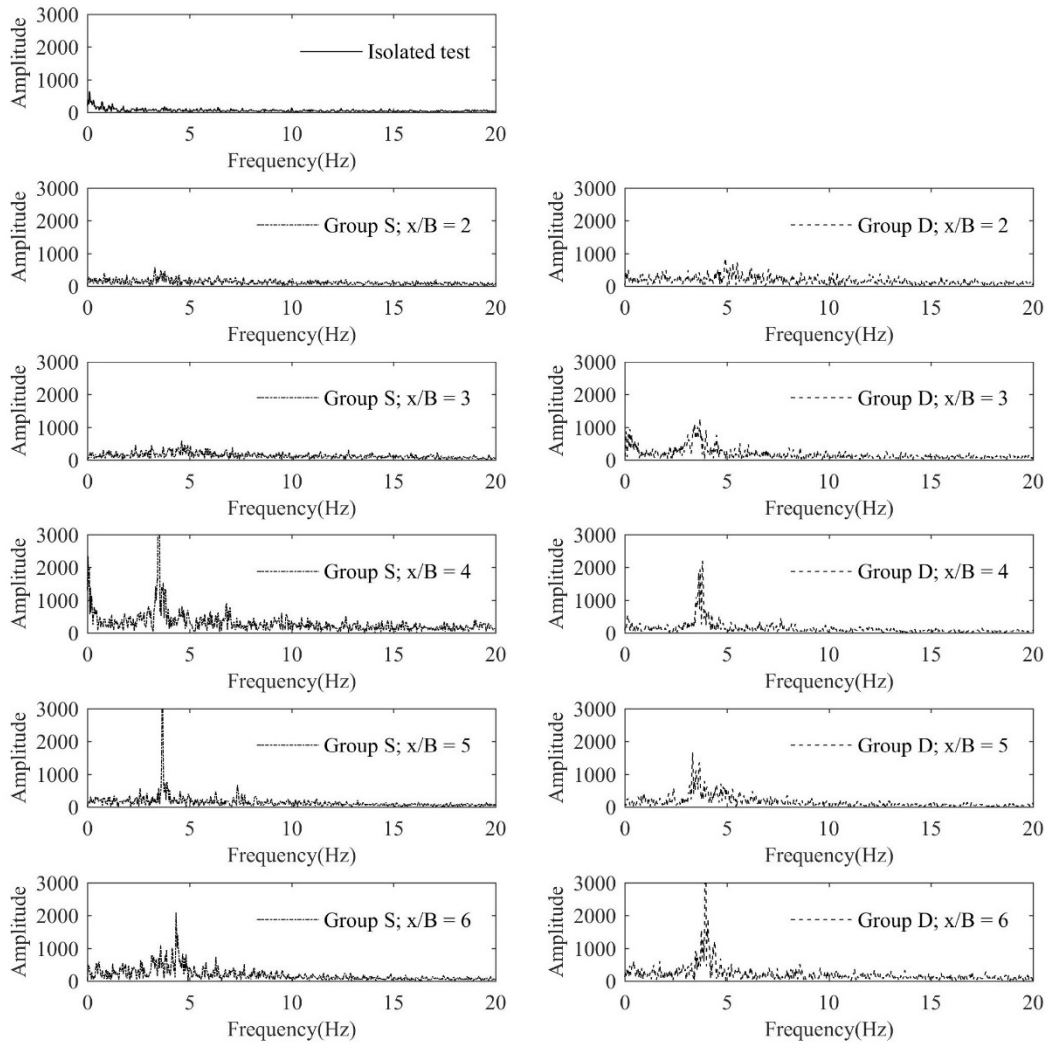 Amplitude
3000
2000
1000
0
Isolated test
0 5 10 15 20
Frequency(Hz)
Amplitude
3000
2000
1000
0
Group S; x/B = 2
0 5 10 15 20
Frequency(Hz)
Amplitude
3000
2000
1000
0
Group D; x/B = 2
0 5 10 15 20
Frequency(Hz)
Amplitude
3000
2000
1000
0
Group S; x/B = 3
0 5 10 15 20
Frequency(Hz)
Amplitude
3000
2000
1000
0
Group D; x/B = 3
0 5 10 15 20
Frequency(Hz)
Amplitude
3000
2000
1000
0
Group S; x/B = 4
0 5 10 15 20
Frequency(Hz)
Amplitude
3000
2000
1000
0
Group D; x/B = 4
0 5 10 15 20
Frequency(Hz)
Amplitude
3000
2000
1000
0
Group S; x/B = 5
0 5 10 15 20
Frequency(Hz)
Amplitude
3000
2000
1000
0
Group D; x/B = 5
0 5 10 15 20
Frequency(Hz)
Amplitude
3000
2000
1000
0
Group S; x/B = 6
0 5 10 15 20
Frequency(Hz)
Amplitude
3000
2000
1000
0
Group D; x/B = 6
0 5 10 15 20
Frequency(Hz)